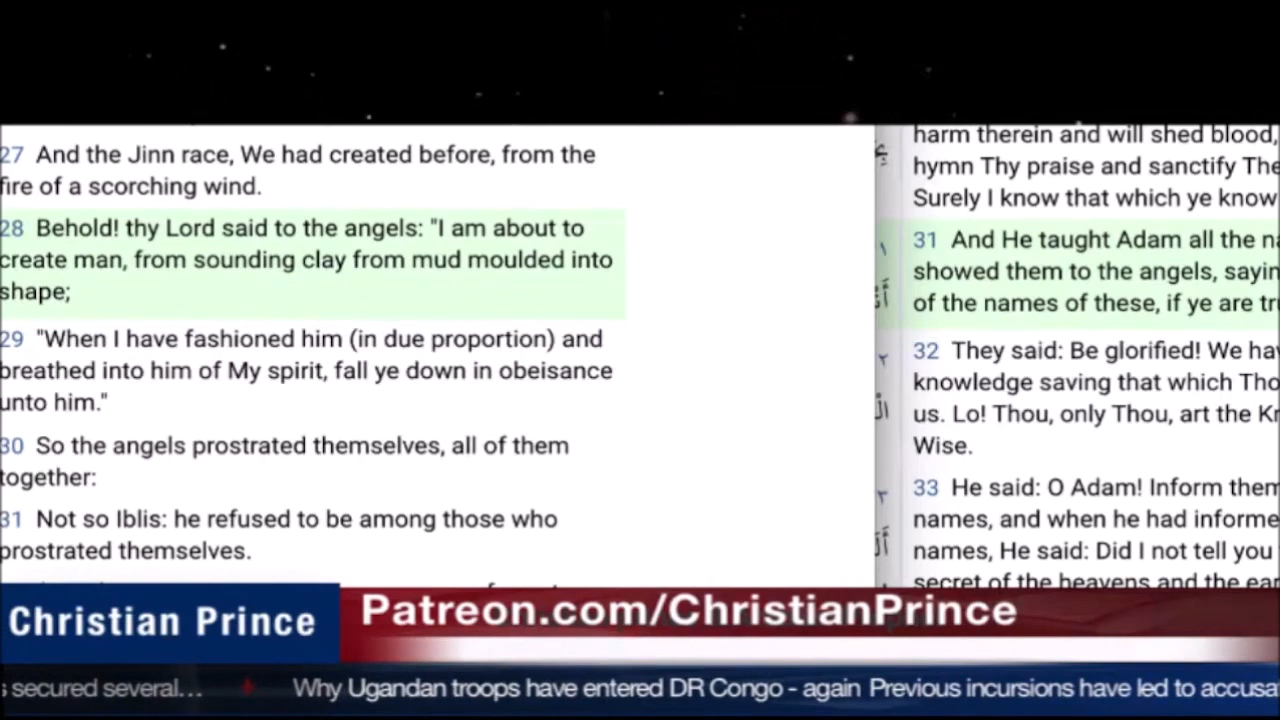 27 And the Jinn race, We had created before, from the
fire of a scorching wind.
28 Behold! thy Lord said to the angels: "I am about to
create man, from sounding clay from mud moulded into
shape;
29 "When I have fashioned him (in due proportion) and
breathed into him of My spirit, fall ye down in obeisance
unto him."
30 So the angels prostrated themselves, all of them
together:
31 Not so Iblis: he refused to be among those who
prostrated themselves.
harm therein and will shed blood,
hymn Thy praise and sanctify The
Surely I know that which ye know
31 And He taught Adam all the na
showed them to the angels, sayin
of the names of these, if ye are tr
32 They said: Be glorified! We hav
knowledge saving that which Tho
us. Lo! Thou, only Thou, art the Kn
Wise.
33 He said: O Adam! Inform them
names, and when he had informe
names, He said: Did I not tell you
secret of the heavens and the ear
Christian Prince
Patreon.com/ChristianPrince
s secured several... Why Ugandan troops have entered DR Congo - again Previous incursions have led to accusa